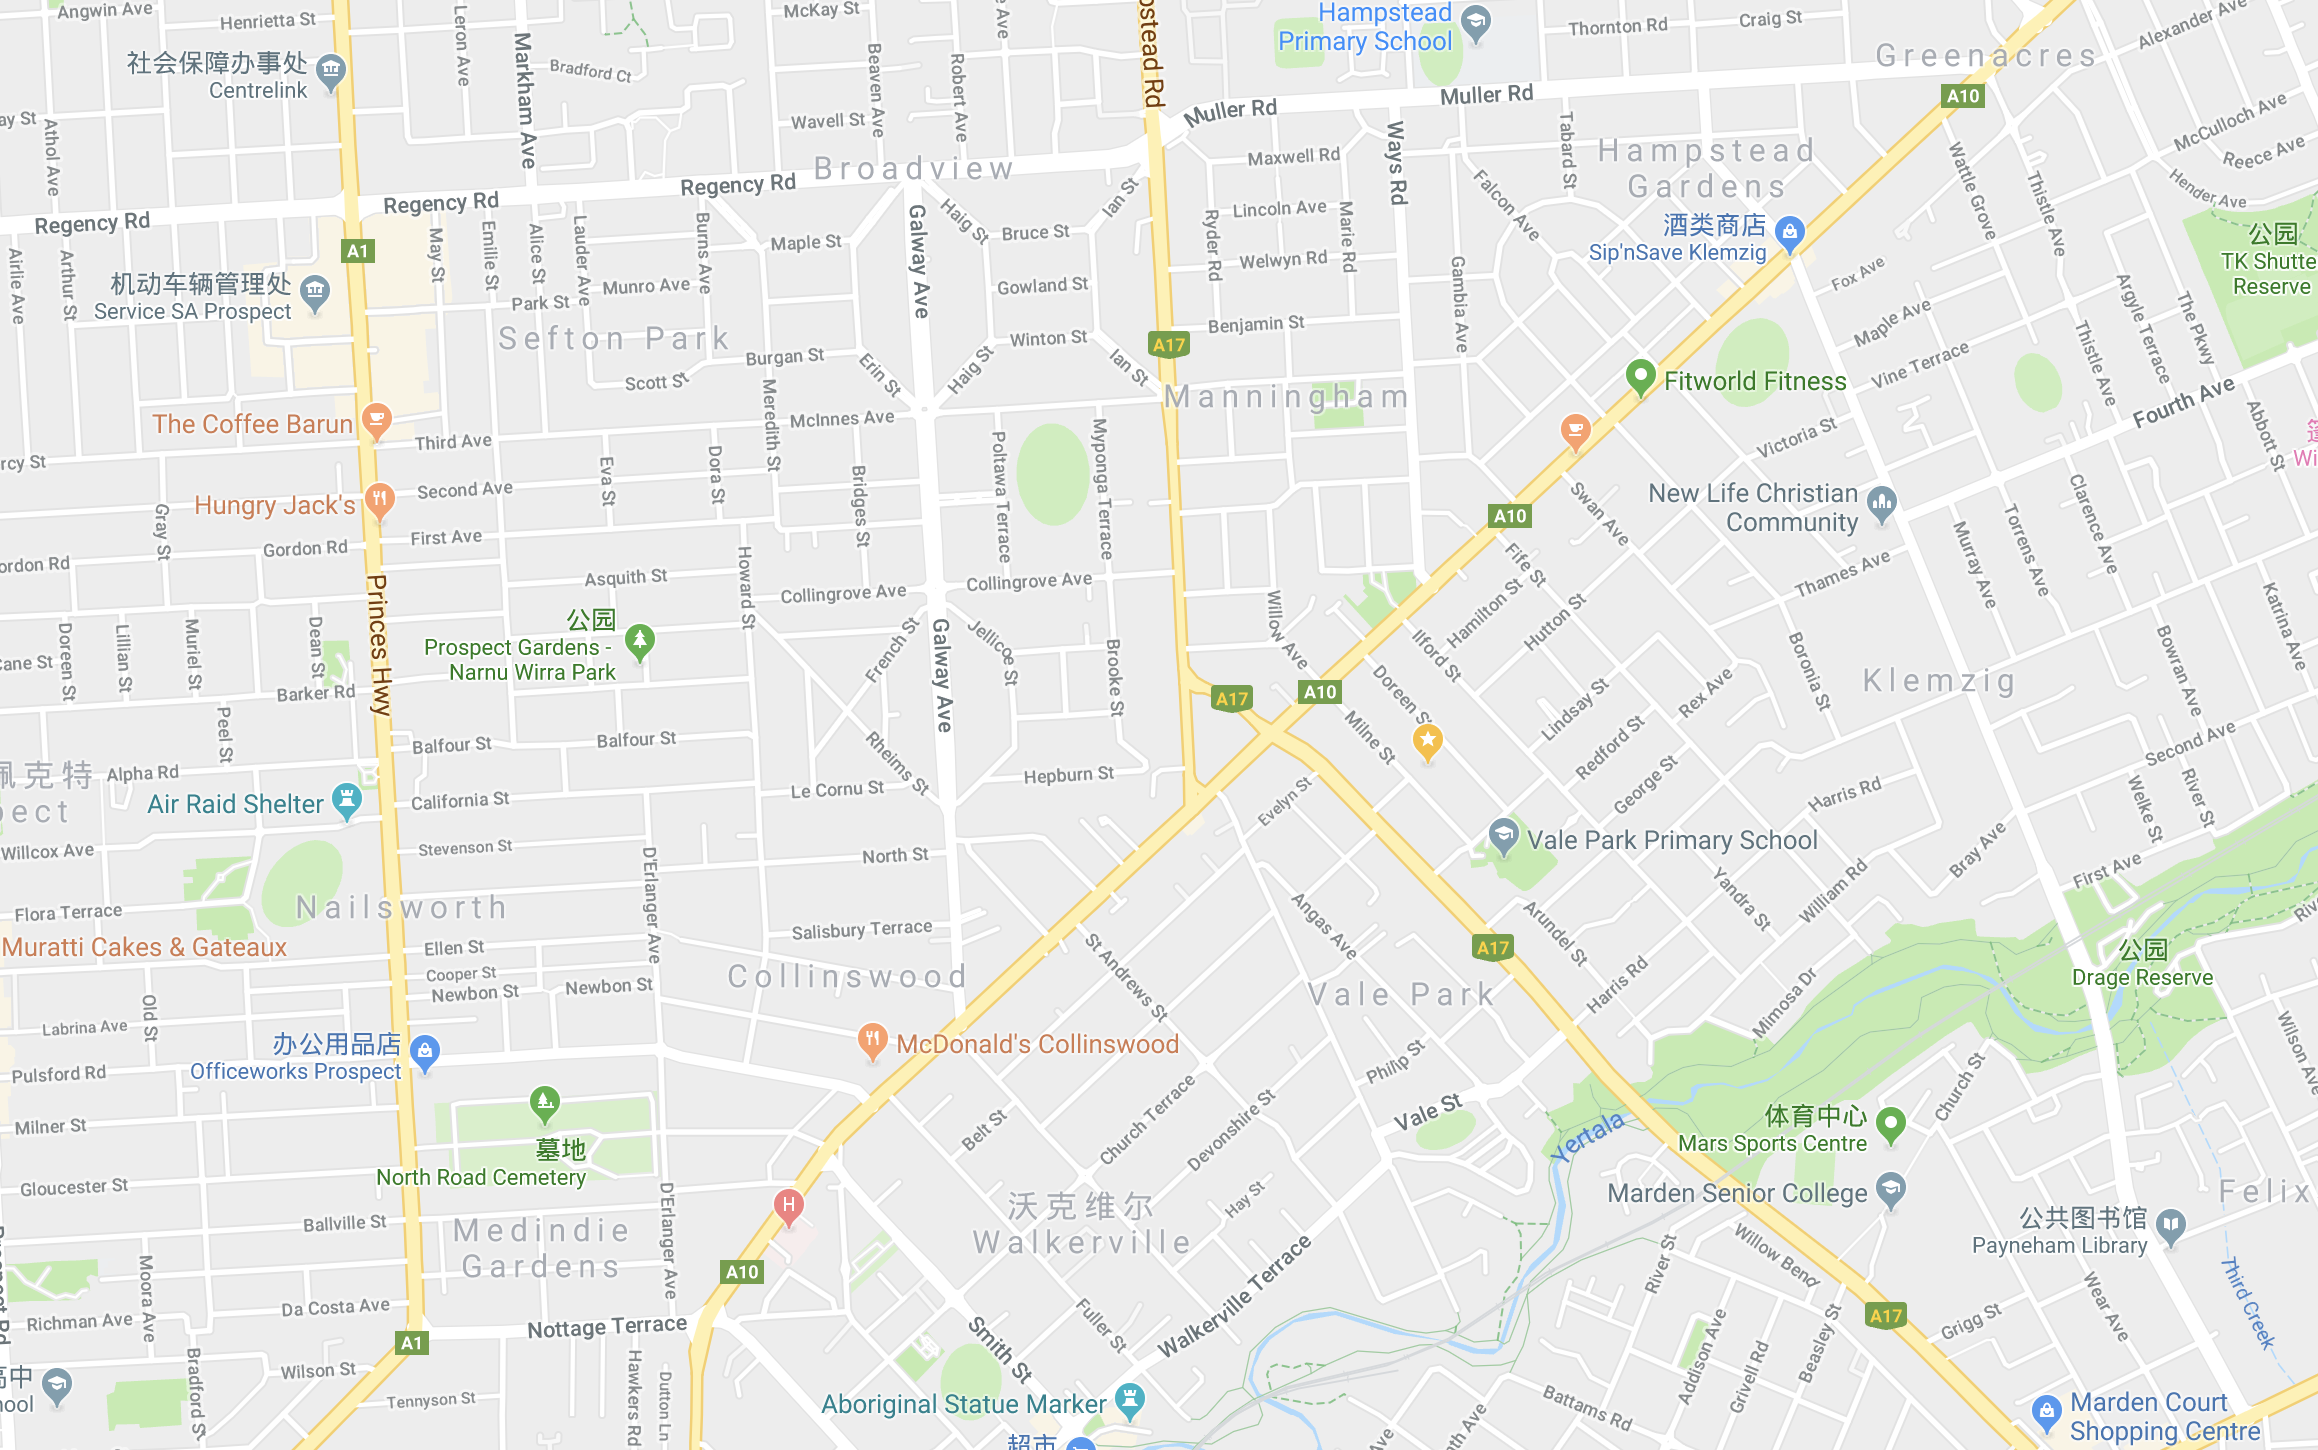 Angwin Ave
Henrietta St
Leron Ave
Markham Ave
McKay St
Beaven Ave
Robert Ave
Hampstead
Primary School
Thornton Rd
Craig St
Greenacres
Alexander Ave
社会保障办事处
Centrelink
Bradford Ct
Muller Rd
Muller Rd
A10
McCulloch Ave
Reece Ave
Athol Ave
Wavell St
Broadview
Maxwell Rd
Ways Rd
Tabard St
Hampstead
Gardens
Wattle Grove
Thistle Ave
Hender Ave
Regency Rd
Regency Rd
Regency Rd
Galway Ave
Haig St
Ian St
Bruce St
Lincoln Ave
Ryder Rd
Marie Rd
Falcon Ave
酒类商店
Sip'nSave Klemzig
公园
TK Shutte
Reserve
A1
Airlie Ave
Arthur St
May St
Emilie St
Alice St
Lauder Ave
Burns Ave
Maple St
Welwyn Rd
Gambia Ave
Fox Ave
机动车辆管理处
Service SA Prospect
Park St
Munro Ave
Gowland St
Argyle Terrace
The Pkwy
Maple Ave
Sefton Park
Burgan St
Erin St
Haig St
Winton St
Ian St
A17
Benjamin St
Vine Terrace
Thistle Ave
Scott St
Meredith St
Manningham
Fitworld Fitness
Fourth Ave
Abbott St
The Coffee Barun
Third Ave
McInnes Ave
Poltawa Terrace
Myponga Terrace
Victoria St
Wi
Hungry Jack's
Second Ave
Eva St
Dora St
Bridges St
A10
Swan Ave
New Life Christian
Community
Clarence Ave
Gray St
Gordon Rd
First Ave
Howard St
Asquith St
Collingrove Ave
Collingrove Ave
Fife St
Hamilton St
Hutton St
Thames Ave
Murray Ave
Torrens Ave
Katrina Ave
Princes Hwy
Doreen St
Lillian St
Muriel St
Dean St
公园
Prospect Gardens -
Narnu Wirra Park
French St
Galway Ave
Jellicoe St
Brooke St
Willow Ave
Ilford St
Boronia St
Klemzig
Bowran Ave
Barker Rd
Peel St
A17
A10
Doreen St
Milne St
Lindsay St
Rex Ave
Redford St
George St
Second Ave
Balfour St
Balfour St
Rheims St
Hepburn St
Alpha Rd
Air Raid Shelter
California St
Le Cornu St
Evelyn St
Harris Rd
Welke St
River St
Vale Park Primary School
Bray Ave
First Ave
Willcox Ave
Stevenson St
North St
D'Erlanger Ave
Angas Ave
Arundel St
Yandra St
William Rd
Nailsworth
Flora Terrace
Salisbury Terrace
St Andrews St
A17
公园
Drage Reserve
Muratti Cakes & Gateaux
Ellen St
Cooper St
Newbon St
Newbon St
Collinswood
Vale Park
Harris Rd
Mimosa Dr
Old St
Labrina Ave
办公用品店
Officeworks Prospect
McDonald's Collinswood
Philip St
Wilson Ave
Pulsford Rd
Milner St
墓地
North Road Cemetery
Belt St
Church Terrace
Devonshire St
Vale St
Yertala
体育中心
Mars Sports Centre
Church St
Gloucester St
Ballville St
D'Erlanger Ave
Medindie
Gardens
沃克维尔
Walkerville
Hay St
Marden Senior College
公共图书馆
Payneham Library
Felix
Willow Bend
River St
Moora Ave
Da Costa Ave
A10
Richman Ave
A1
Nottage Terrace
Smith St
Fuller St
Walkerville Terrace
Addison Ave
Grivell Rd
Beasley St
A17
Grigg St
Wear Ave
Third Creek
Bradford St
Wilson St
Tennyson St
Hawkers Rd
Dutton Ln
Aboriginal Statue Marker
超市
Battams Rd
Marden Court
Shopping Centre